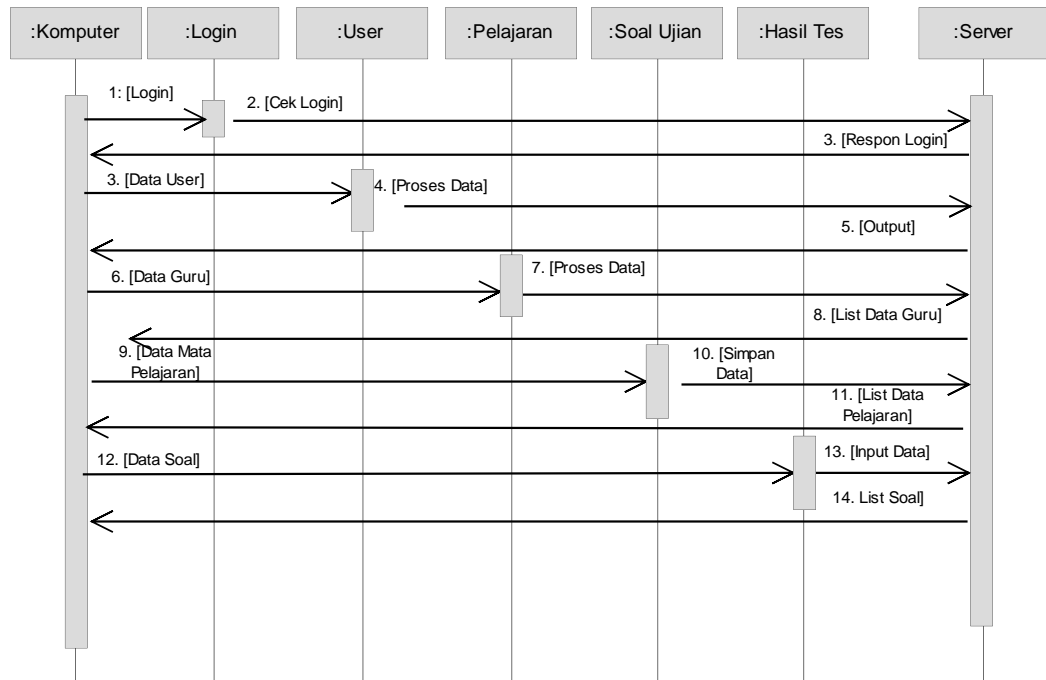 :Komputer
:Login
:User
:Pelajaran
:Soal Ujian
:Hasil Tes
:Server
1: [Login]
2. [Cek Login]
3. [Respon Login]
3. [Data User]
4. [Proses Data]
5. [Output]
6. [Data Guru]
7. [Proses Data]
8. [List Data Guru]
9. [Data Mata
Pelajaran]
10. [Simpan
Data]
11. [List Data
Pelajaran]
12. [Data Soal]
13. [Input Data]
14. List Soal]